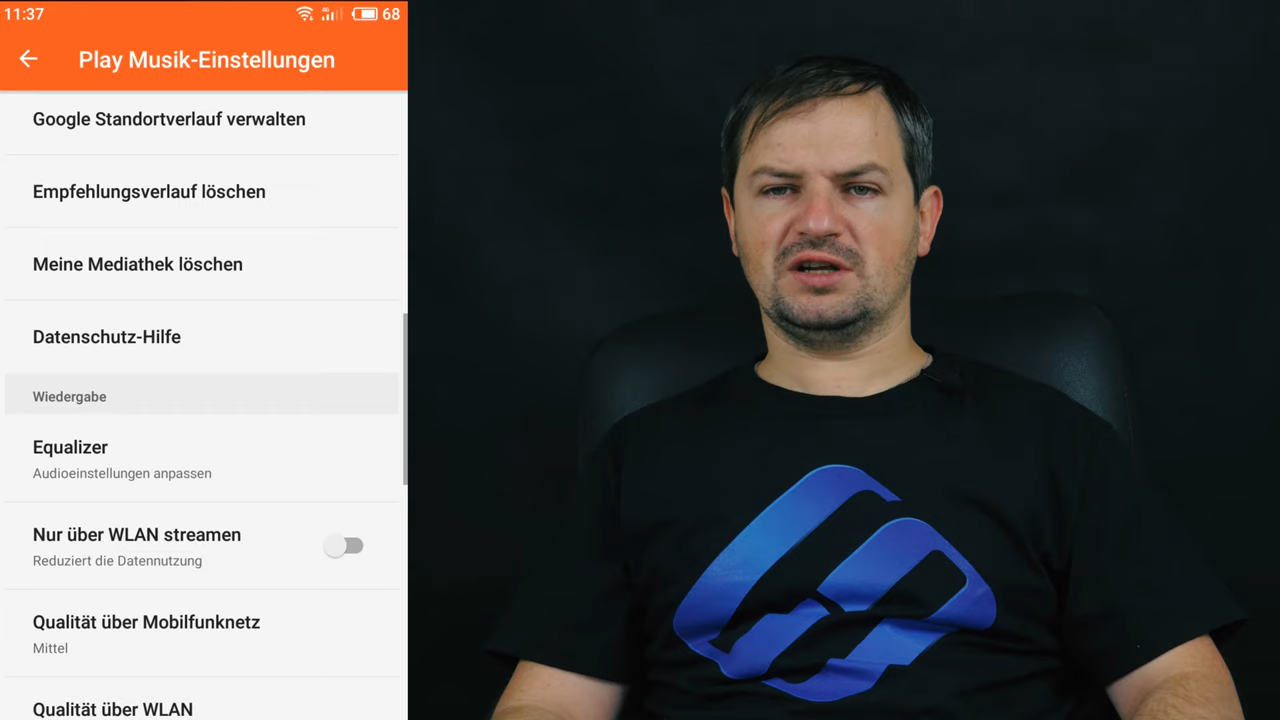 11:37
4G
68
Play Musik-Einstellungen
Google Standortverlauf verwalten
Empfehlungsverlauf löschen
Meine Mediathek löschen
Datenschutz-Hilfe
Wiedergabe
Equalizer
Audioeinstellungen anpassen
Nur über WLAN streamen
Reduziert die Datennutzung
Qualität über Mobilfunknetz
Mittel
Qualität über WLAN